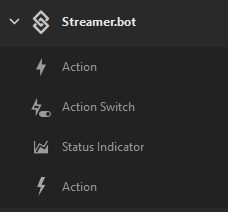 Streamer.bot
Action
Action Switch
Status Indicator
Action